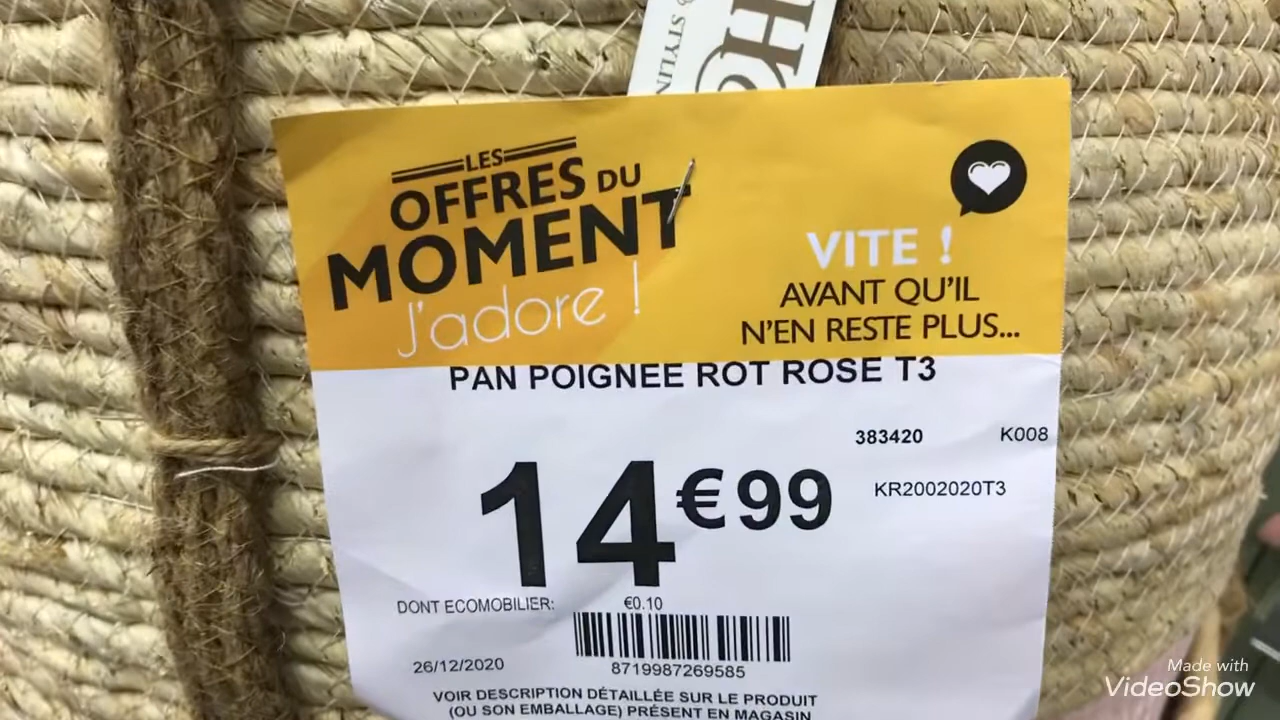 LES
OFFRES DU
MOMENT
J'adore !
VITE !
AVANT QU'IL
N'EN RESTE PLUS...
PAN POIGNEE ROT ROSE T3
383420
K008
14€99
KR2002020T3
DONT ECOMOBILIER: €0.10
8719987269585
26/12/2020
VOIR DESCRIPTION DÉTAILLÉE SUR LE PRODUIT
(OU SON EMBALLAGE) PRÉSENT EN MAGASIN
Made with
VideoShow